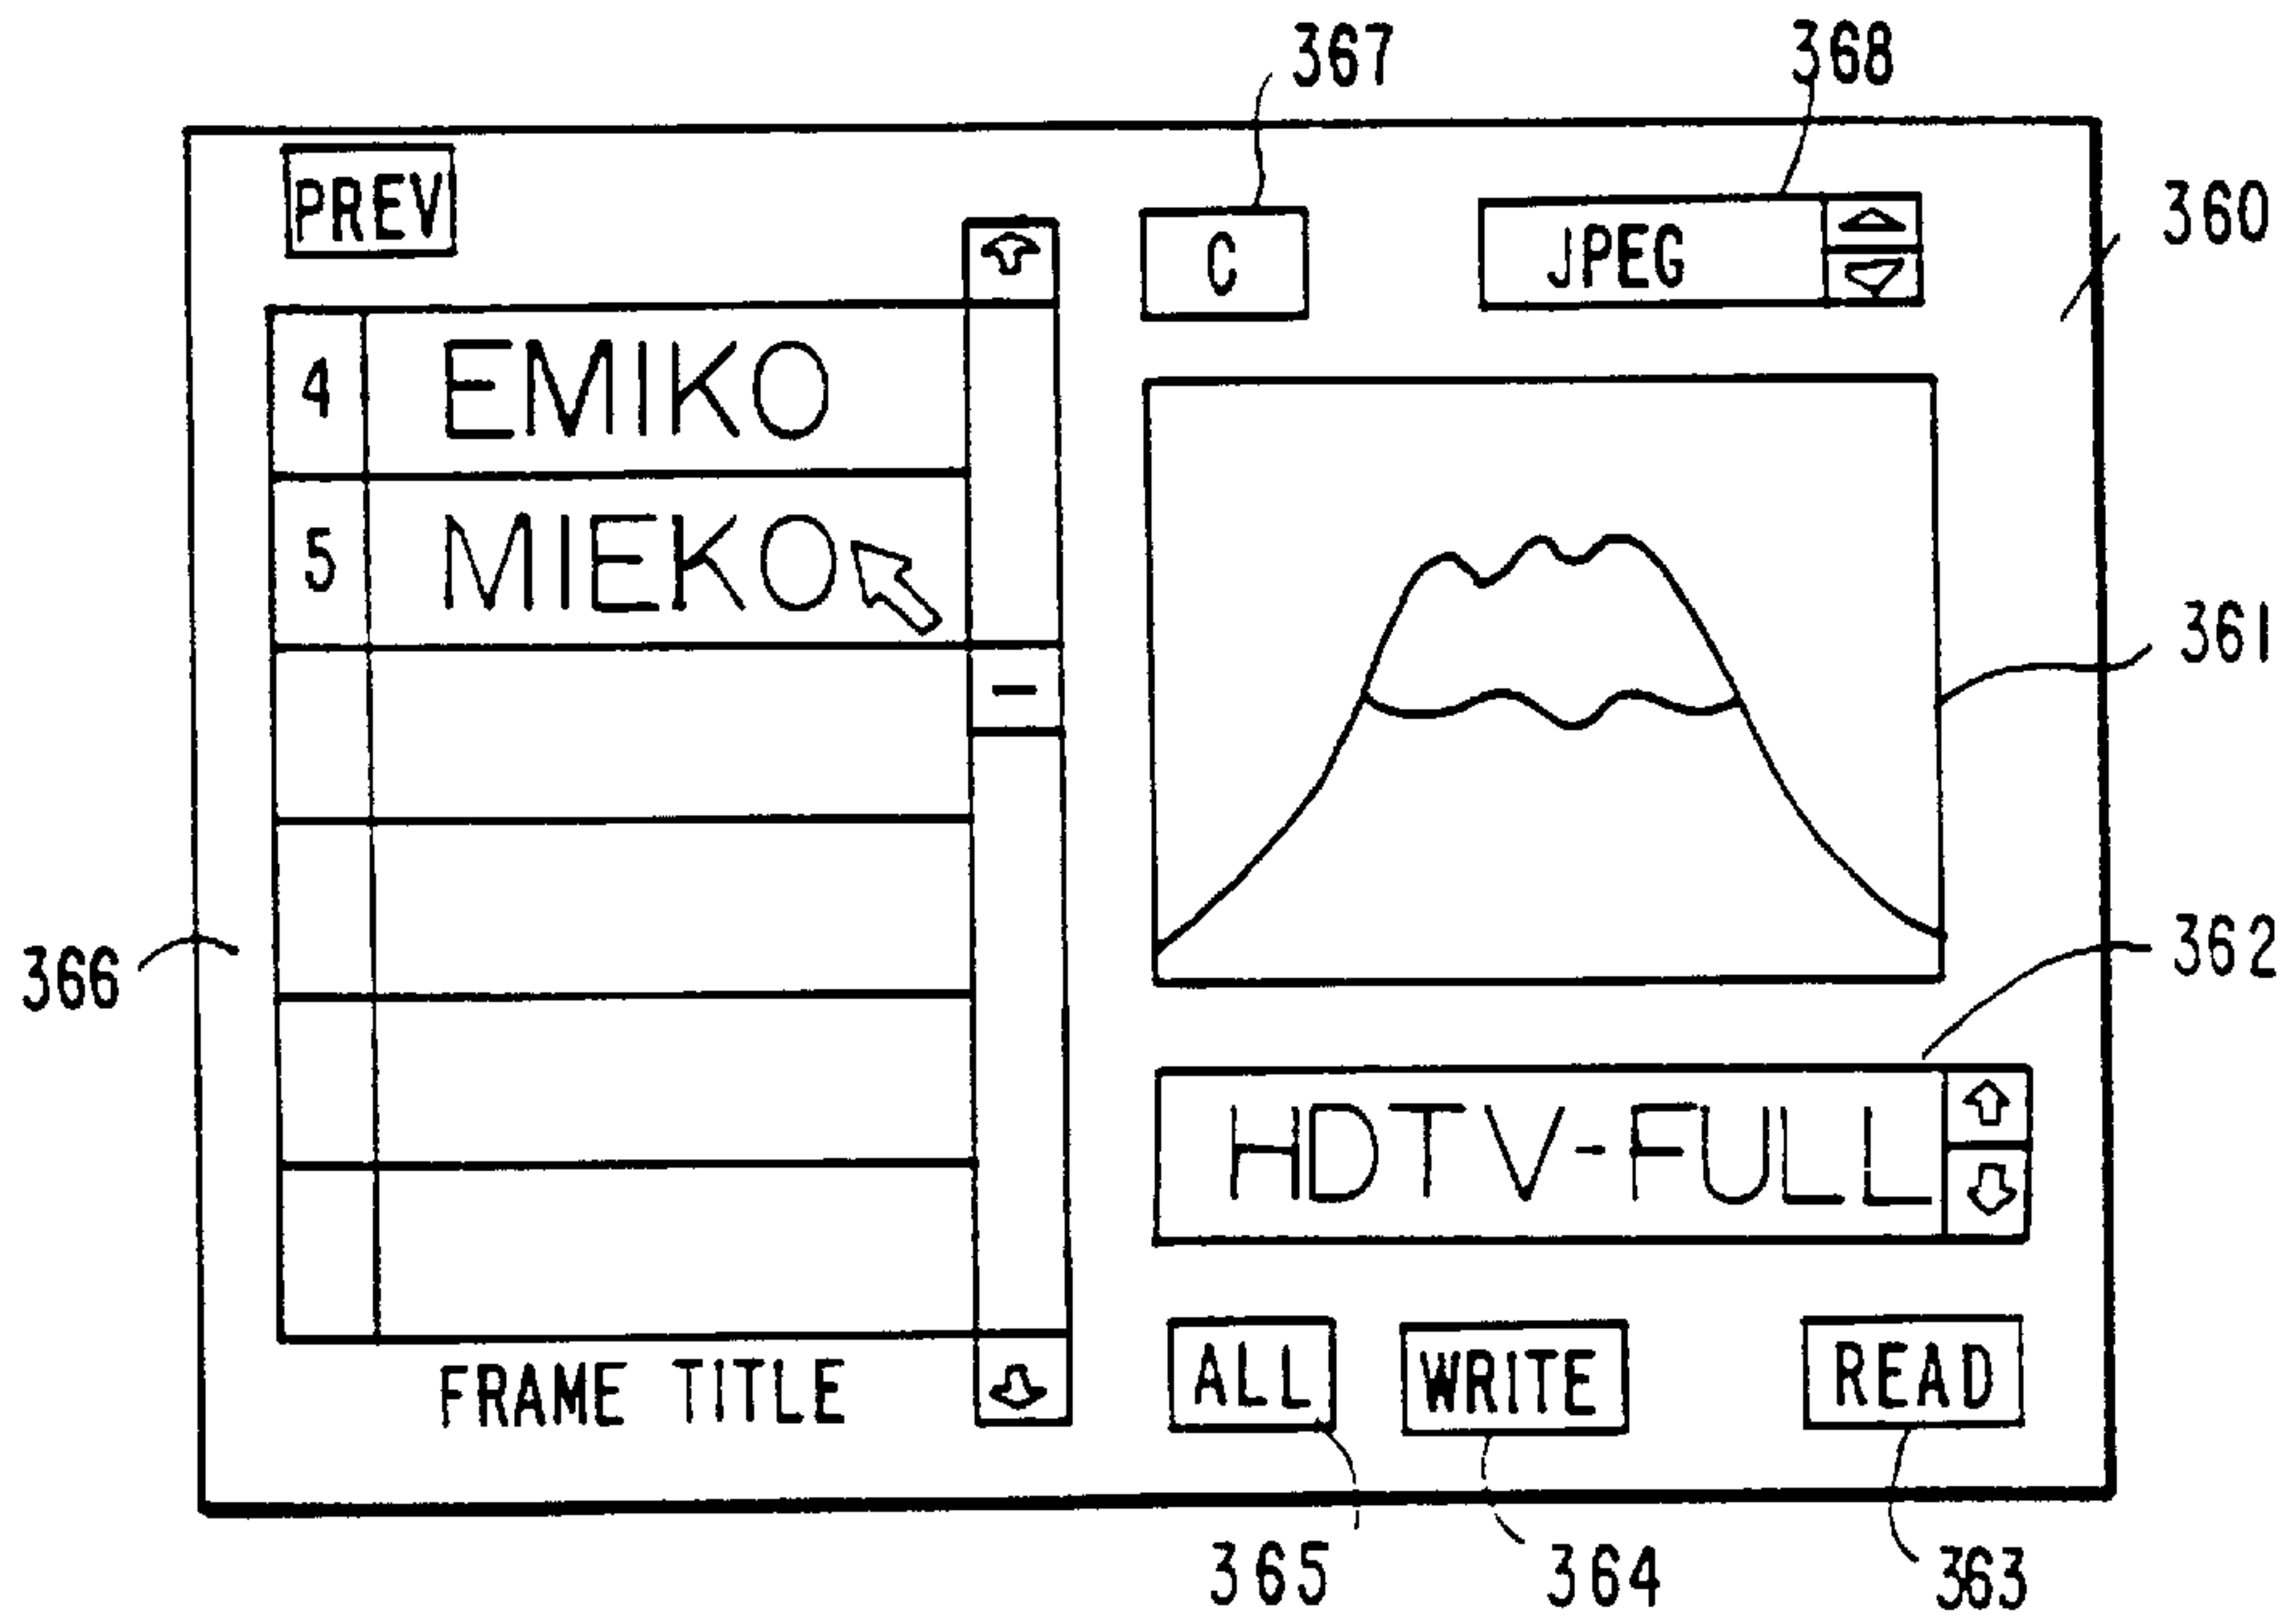 367
368
PREV
C
JPEG
360
4 EMIKO
5 MIEKO
361
366
362
HDTV-FULL
FRAME TITLE
ALL
WRITE
READ
365
364
363